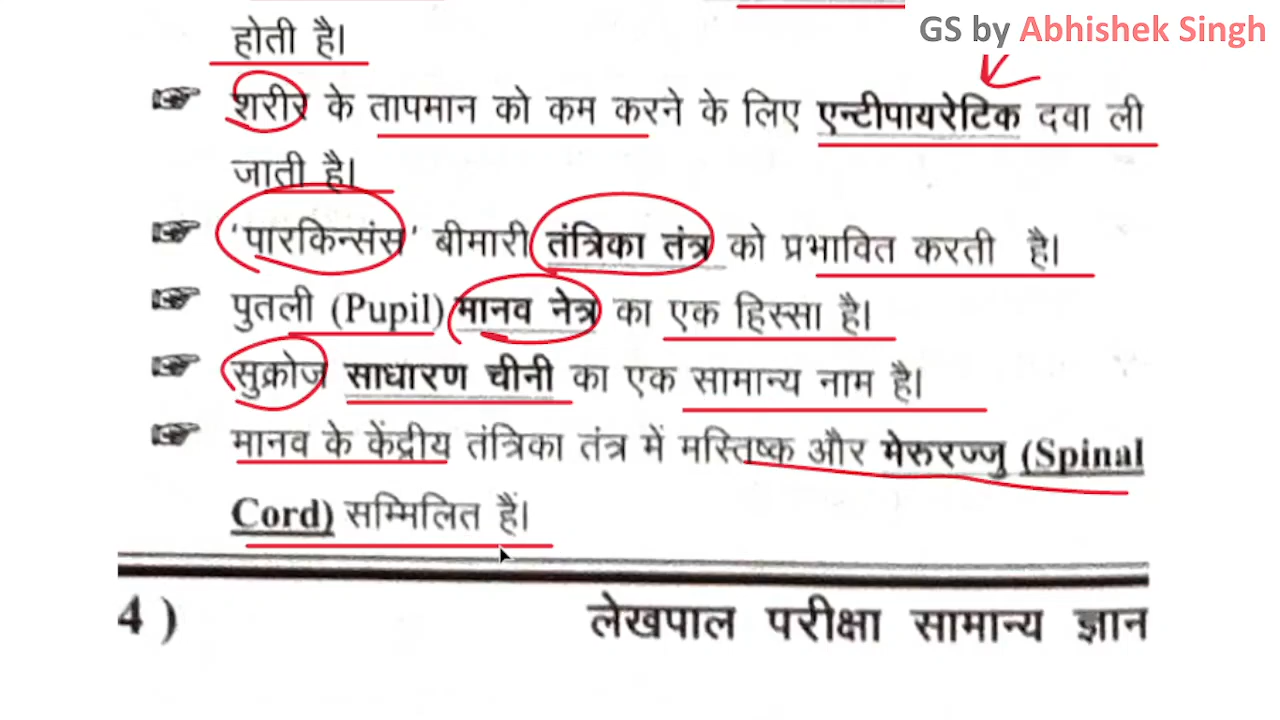 GS by Abhishek Singh
होती है।
शरीर के तापमान को कम करने के लिए एन्टीपायरेटिक दवा ली
जाती है।
'पारकिन्संस' बीमारी तंत्रिका तंत्र को प्रभावित करती है।
पुतली (Pupil) मानव नेत्र का एक हिस्सा है।
सुक्रोज साधारण चीनी का एक सामान्य नाम है।
मानव के केंद्रीय तंत्रिका तंत्र में मस्तिष्क और मेरुरज्जु (Spinal
Cord) सम्मिलित हैं।
4 ) लेखपाल परीक्षा सामान्य ज्ञान